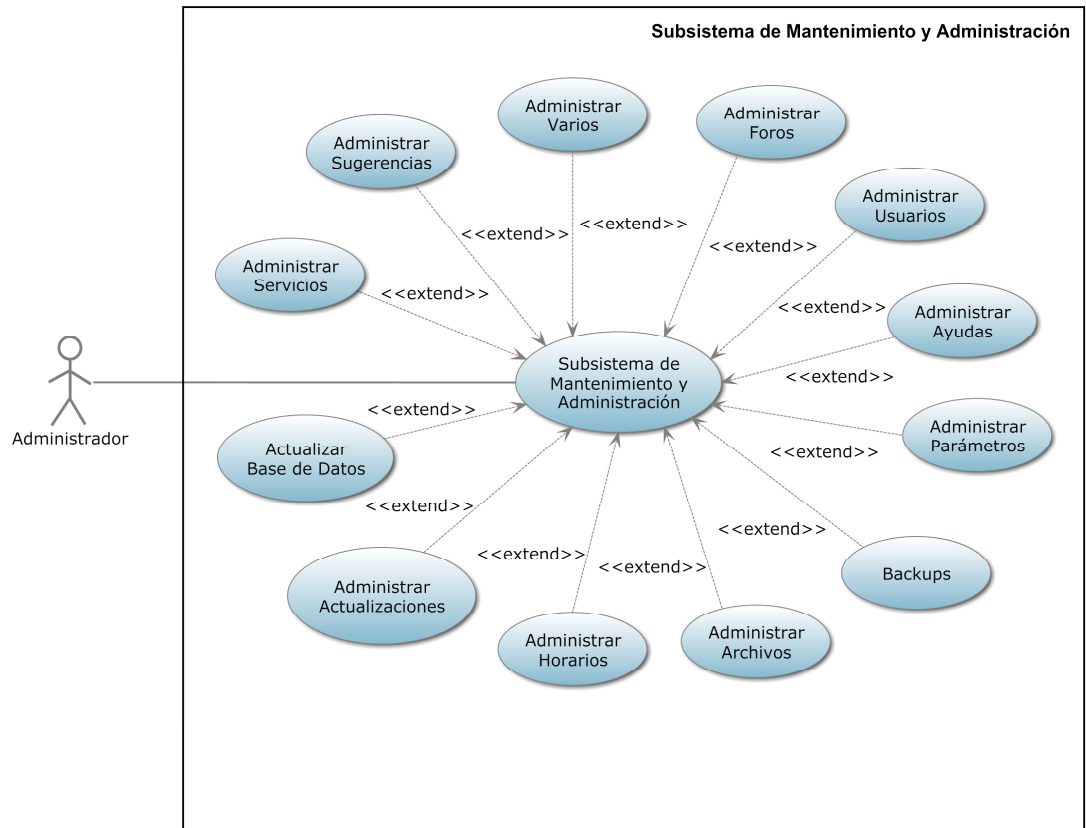 Subsistema de Mantenimiento y Administración
Administrar
Varios
Administrar
Foros
Administrar
Sugerencias
Administrar
Usuarios
<<extend>>
<<extend>>
<<extend>>
Administrar
Servicios
<<extend>>
<<extend>>
Administrar
Ayudas
Subsistema de
Mantenimiento y
Administración
<<extend>>
Administrador
<<extend>>
Actualizar
Base de Datos
Administrar
Parámetros
<<extend>>
<<extend>>
<<extend>>
<<extend>>
<<extend>>
Backups
Administrar
Actualizaciones
Administrar
Horarios
Administrar
Archivos